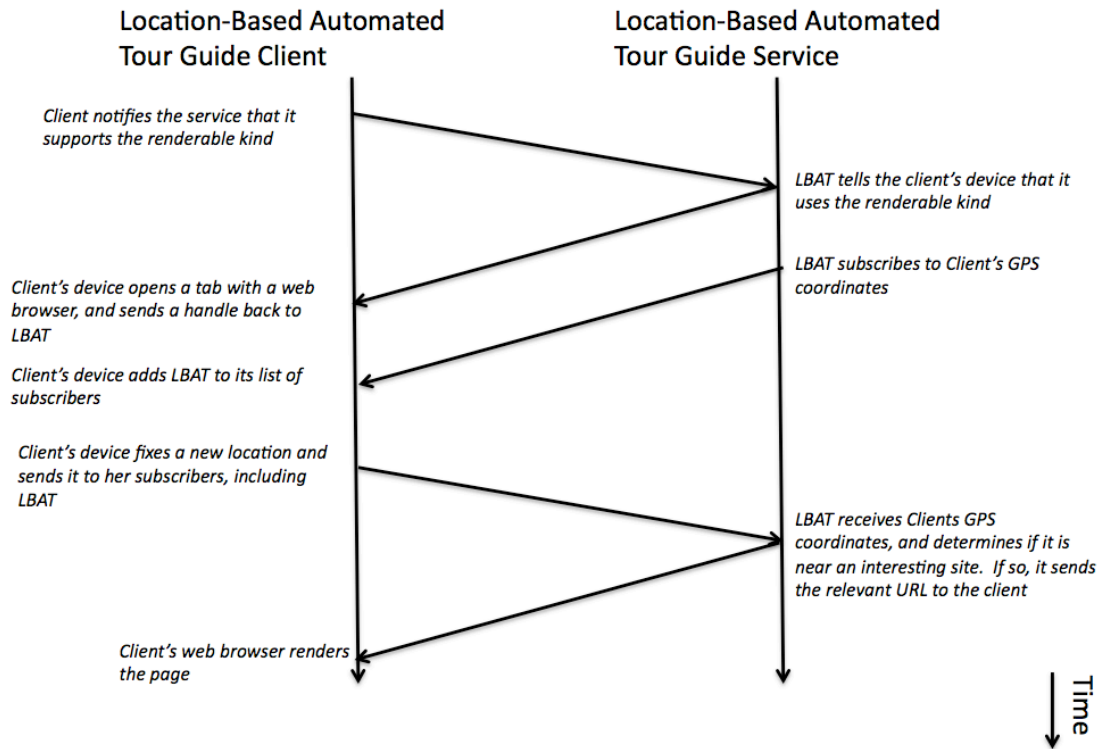 Location-Based Automated
Tour Guide Client
Location-Based Automated
Tour Guide Service
Client notifies the service that it
supports the renderable kind
LBAT tells the client's device that it
uses the renderable kind
LBAT subscribes to Client's GPS
coordinates
Client's device opens a tab with a web
browser, and sends a handle back to
LBAT
Client's device adds LBAT to its list of
subscribers
Client's device fixes a new location and
sends it to her subscribers, including
LBAT
LBAT receives Clients GPS
coordinates, and determines if it is
near an interesting site. If so, it sends
the relevant URL to the client
Client's web browser renders
the page
Time